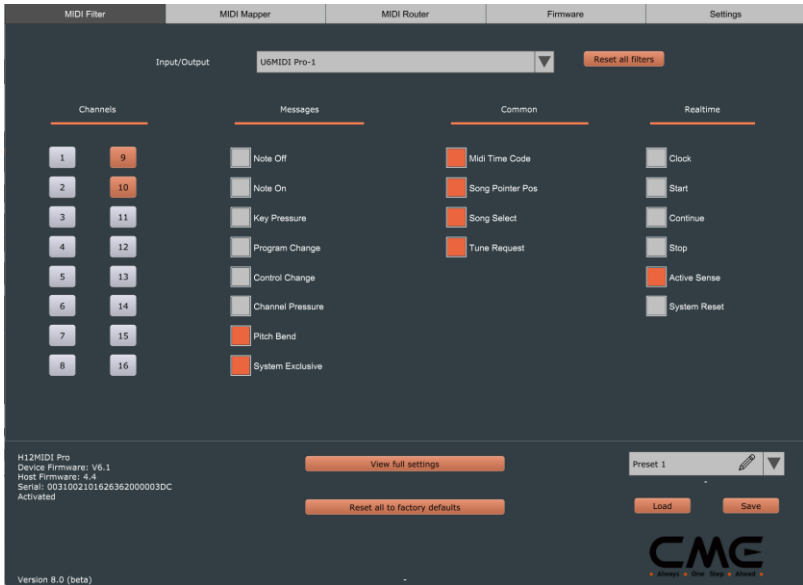 MIDI Filter MIDI Mapper MIDI Router Firmware Settings
Input/Output U6MIDI Pro-1 Reset all filters
Channels Messages Common Realtime
1 9 Note Off Midi Time Code Clock
2 10 Note On Song Pointer Pos Start
3 11 Key Pressure Song Select Continue
4 12 Program Change Tune Request Stop
5 13 Control Change Active Sense
6 14 Channel Pressure System Reset
7 15 Pitch Bend
8 16 System Exclusive
H12MIDI Pro
Device Firmware: V6.1
Host Firmware: 4.4
Serial: 0031002101626362000003DC
Activated
View full settings
Reset all to factory defaults
Preset 1
-
Load Save
CME
Always One Step Ahead
Version 8.0 (beta) -